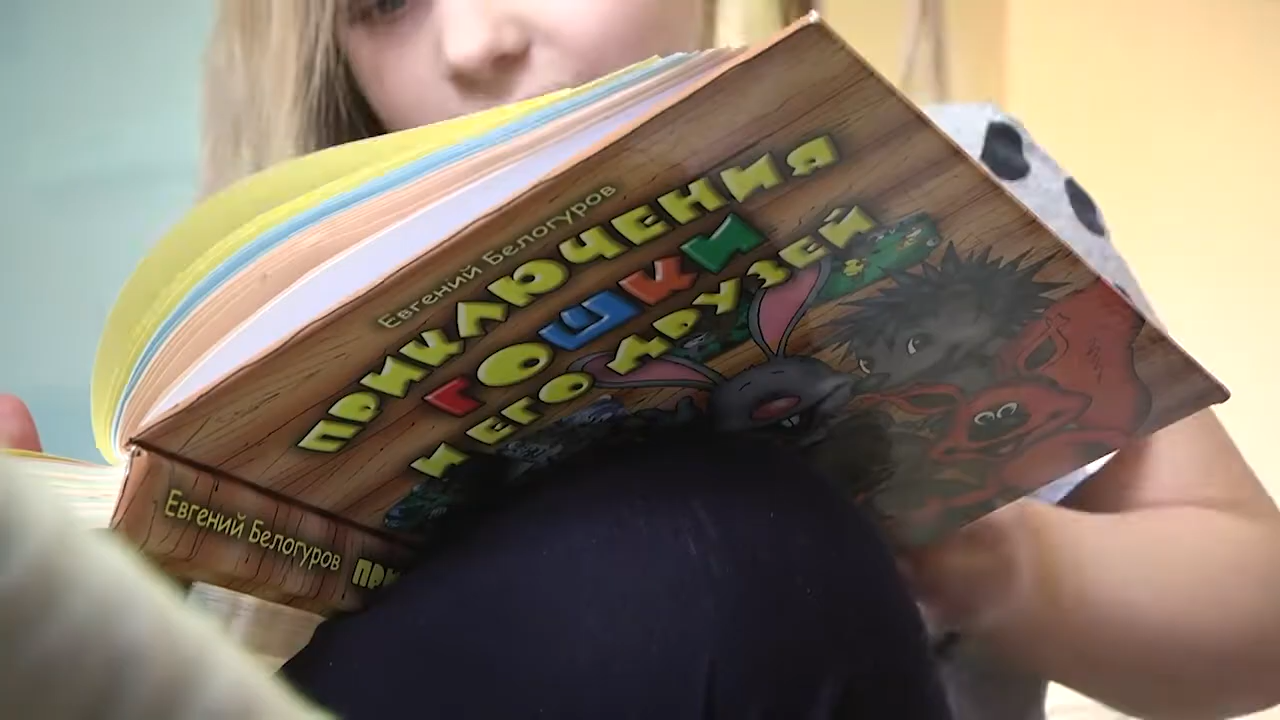 Евгений Белогуров
ПРИКЛЮЧЕНИЯ
ГОШКИ
И ЕГО ДРУЗЕЙ
Евгений Белогуров